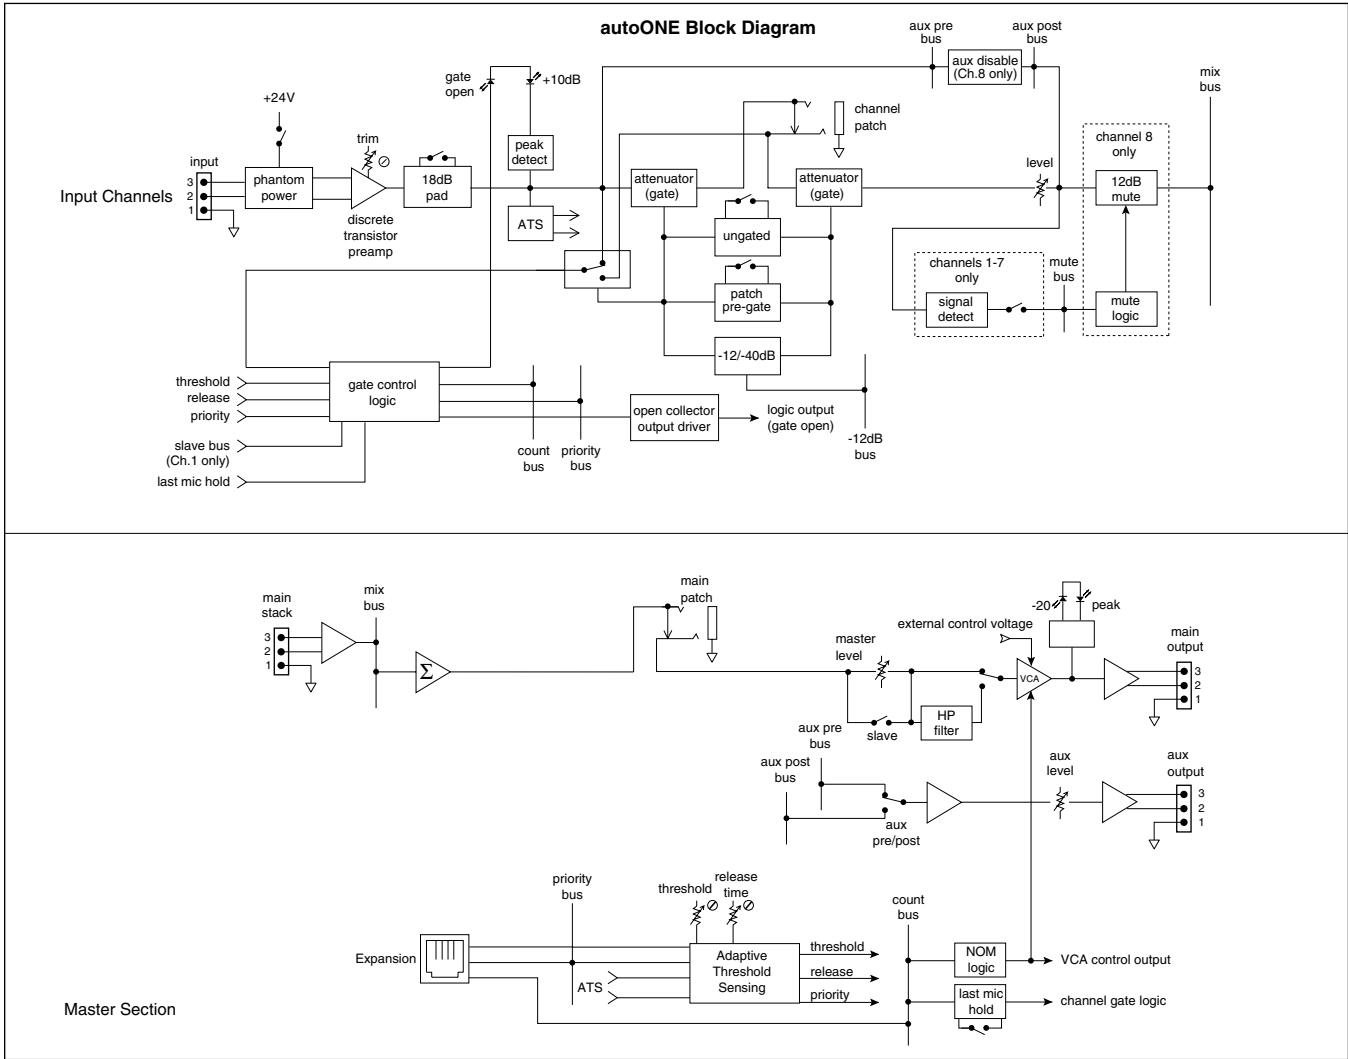 autoONE Block Diagram
aux pre
bus
aux post
bus
aux disable
(Ch.8 only)
mix
bus
gate
open
+10dB
+24V
trim
peak
detect
channel
patch
channel 8
only
input
3
2
1
Input Channels
phantom
power
18dB
pad
discrete
transistor
preamp
ATS
attenuator
(gate)
attenuator
(gate)
level
12dB
mute
ungated
channels 1-7
only
mute
bus
patch
pre-gate
signal
detect
mute
logic
-12/-40dB
threshold
release
priority
gate control
logic
slave bus
(Ch.1 only)
last mic hold
count
bus
priority
bus
open collector
output driver
logic output
(gate open)
-12dB
bus
main
stack
3
2
1
mix
bus
Σ
main
patch
master
level
external control voltage
-20
peak
main
output
VCA
3
2
1
slave
HP
filter
aux pre
bus
aux post
bus
aux
pre/post
aux
level
aux
output
3
2
1
priority
bus
threshold
release
time
count
bus
Expansion
ATS
Adaptive
Threshold
Sensing
threshold
release
priority
NOM
logic
VCA control output
last mic
hold
channel gate logic
Master Section